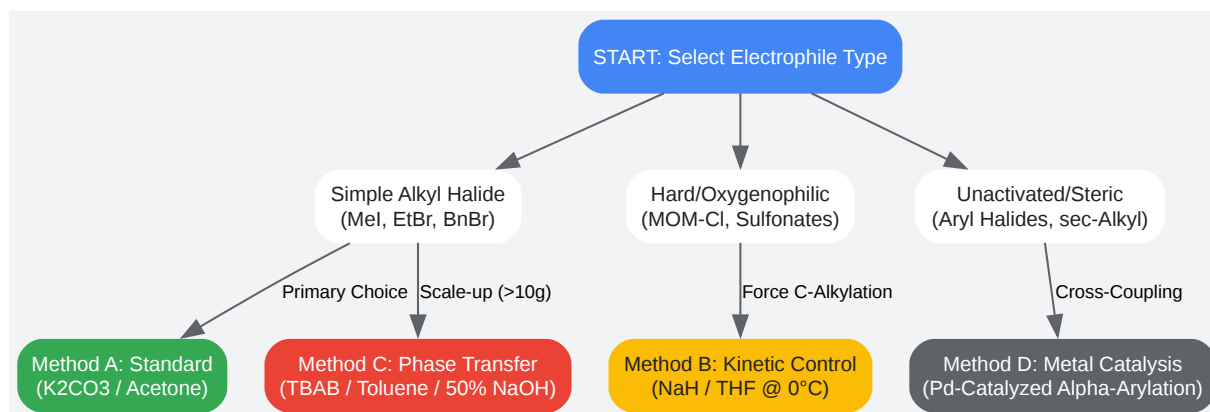 START: Select Electrophile Type
Simple Alkyl Halide
(MeI, EtBr, BnBr)
Hard/Oxygenophilic
(MOM-Cl, Sulfonates)
Unactivated/Steric
(Aryl Halides, sec-Alkyl)
Primary Choice
Scale-up (>10g)
Force C-Alkylation
Cross-Coupling
Method A: Standard
(K2CO3 / Acetone)
Method C: Phase Transfer
(TBAB / Toluene / 50% NaOH)
Method B: Kinetic Control
(NaH / THF @ 0°C)
Method D: Metal Catalysis
(Pd-Catalyzed Alpha-Arylation)